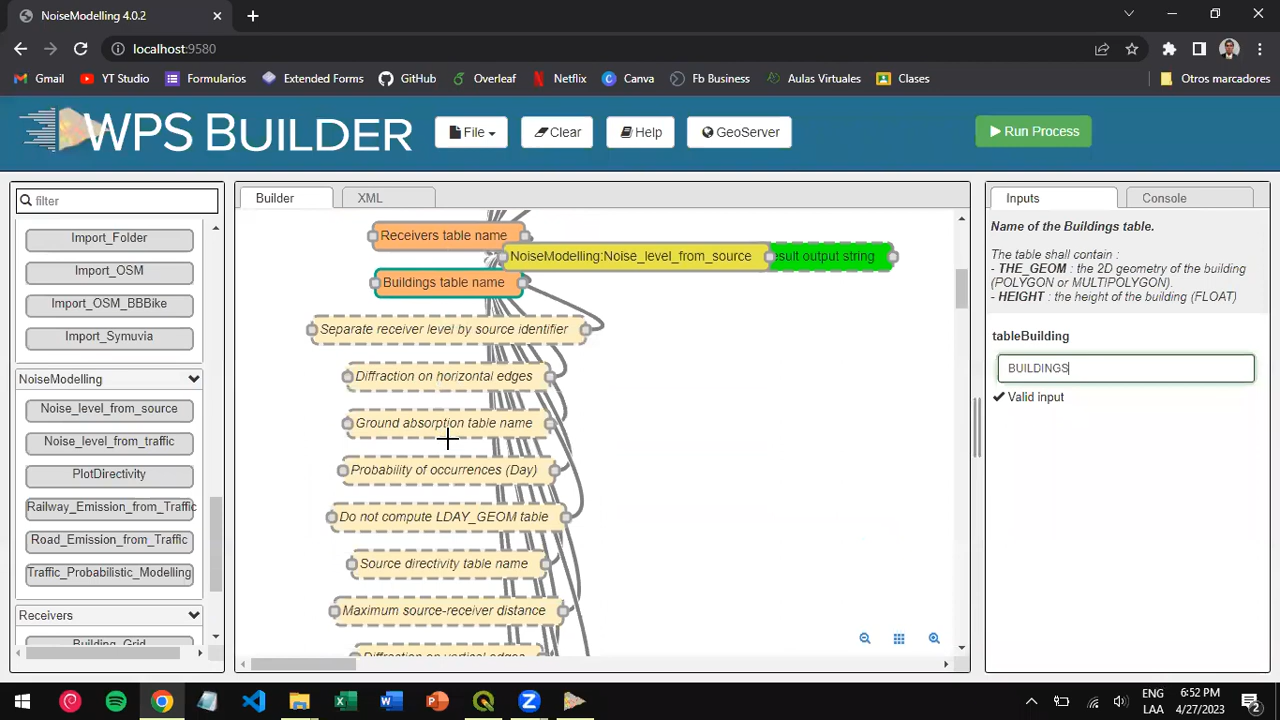 NoiseModelling 4.0.2
localhost:9580
Gmail
YT Studio
Formularios
Extended Forms
GitHub
Overleaf
Netflix
Canva
Fb Business
Aulas Virtuales
Clases
Otros marcadores
WPS BUILDER
File
Clear
Help
GeoServer
Run Process
filter
Import_Folder
Import_OSM
Import_OSM_BBBike
Import_Symuvia
NoiseModelling
Noise_level_from_source
Noise_level_from_traffic
PlotDirectivity
Railway_Emission_from_Traffic
Road_Emission_from_Traffic
Traffic_Probabilistic_Modelling
Receivers
Building_Grid
Builder
XML
Receivers table name
NoiseModelling:Noise_level_from_source
esult output string
Buildings table name
Separate receiver level by source identifier
Diffraction on horizontal edges
Ground absorption table name
Probability of occurrences (Day)
Do not compute LDAY_GEOM table
Source directivity table name
Maximum source-receiver distance
Diffraction on vertical edges
Inputs
Console
Name of the Buildings table.
The table shall contain :
- THE_GEOM : the 2D geometry of the building
(POLYGON or MULTIPOLYGON).
- HEIGHT : the height of the building (FLOAT)
tableBuilding
BUILDINGS
Valid input
ENG
LAA
6:52 PM
4/27/2023
2